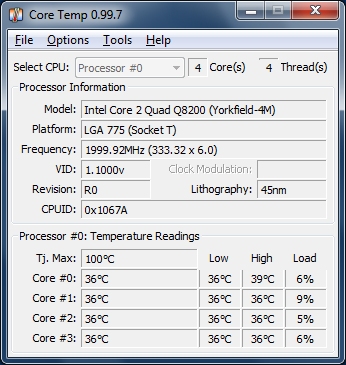 Core Temp 0.99.7
File Options Tools Help
Select CPU: Processor #0 4 Core(s) 4 Thread(s)
Processor Information
Model: Intel Core 2 Quad Q8200 (Yorkfield-4M)
Platform: LGA 775 (Socket T)
Frequency: 1999.92MHz (333.32 x 6.0)
VID: 1.1000v Clock Modulation:
Revision: R0 Lithography: 45nm
CPUID: 0x1067A
Processor #0: Temperature Readings
Tj. Max: 100°C Low High Load
Core #0: 36°C 36°C 39°C 6%
Core #1: 36°C 36°C 36°C 9%
Core #2: 36°C 36°C 36°C 5%
Core #3: 36°C 36°C 36°C 6%